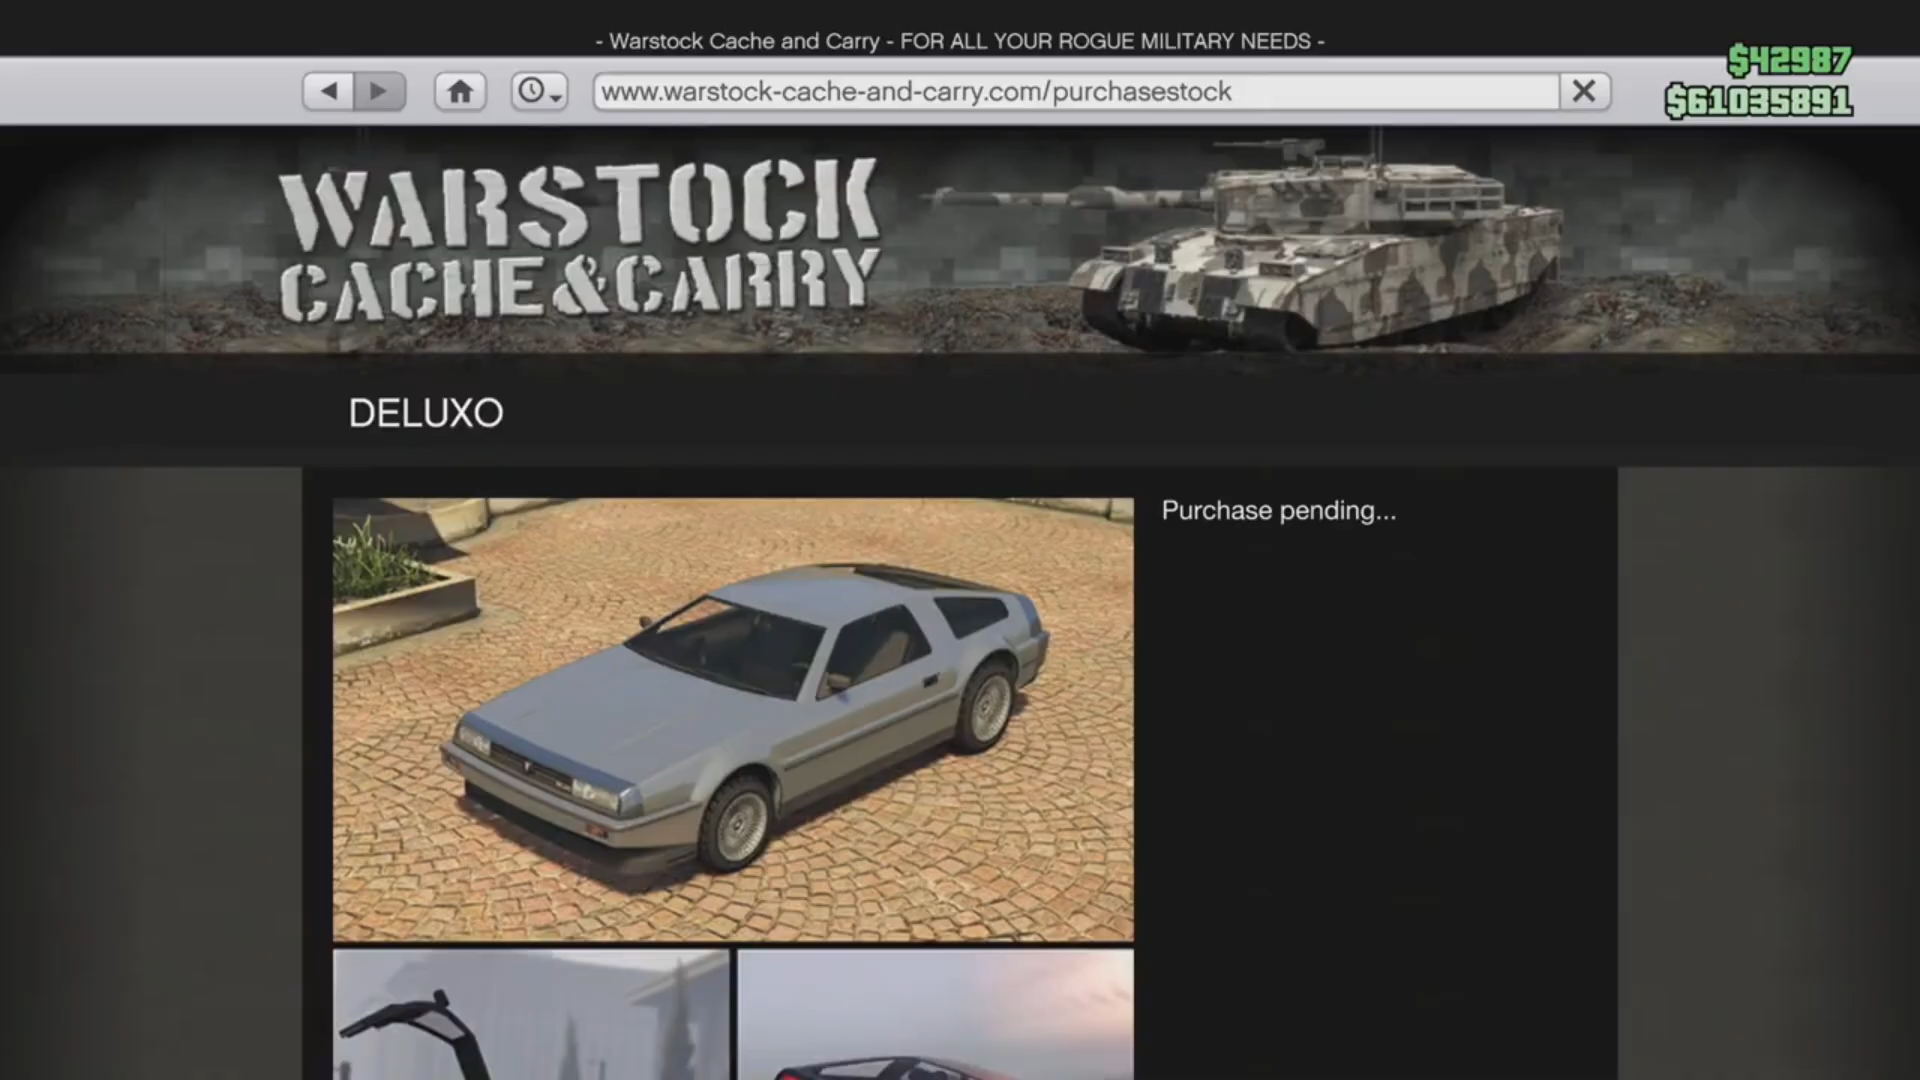 - Warstock Cache and Carry - FOR ALL YOUR ROGUE MILITARY NEEDS -
www.warstock-cache-and-carry.com/purchasestock
$42987
$61035891
WARSTOCK
CACHE&CARRY
DELUXO
Purchase pending...